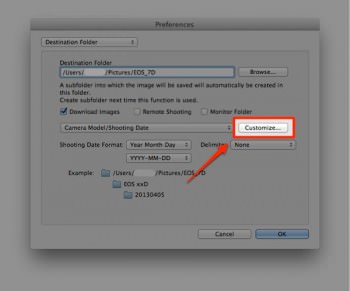 Preferences
Destination Folder
Destination Folder
/Users/ /Pictures/EOS_7D
Browse...
A subfolder into which the image will be saved will automatically be created in
this folder.
Create subfolder next time this function is used.
Download Images Remote Shooting Monitor Folder
Camera Model/Shooting Date
Customize...
Shooting Date Format: Year Month Day Delimiter: None
YYYY-MM-DD
Example: /Users/ /Pictures/EOS_7D
EOS xxD
20130405
Cancel OK